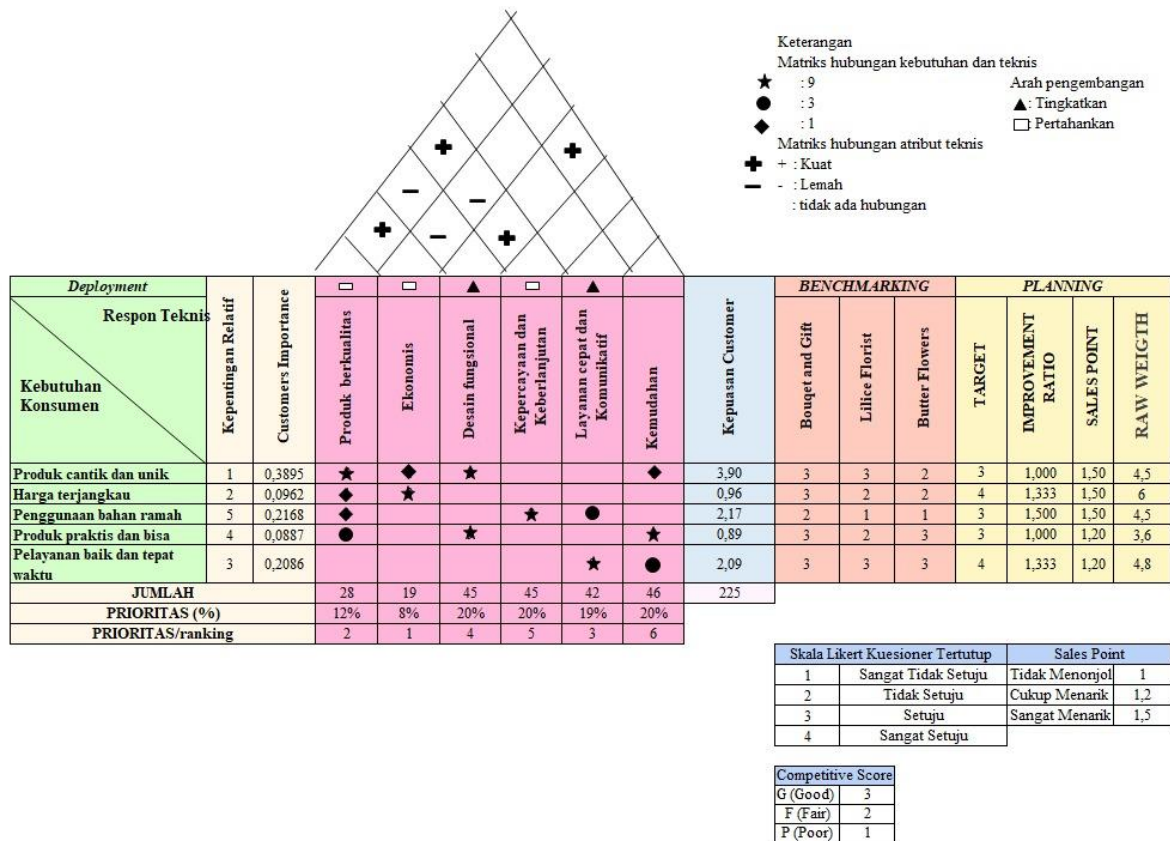 Keterangan
Matriks hubungan kebutuhan dan teknis
★ : 9 Arah pengembangan
● : 3 ▲: Tingkatkan
◆ : 1 □: Pertahankan
Matriks hubungan atribut teknis
✚ + : Kuat
− - : Lemah
: tidak ada hubungan
Deployment
Respon Teknis
Kebutuhan
Konsumen
Kepentingan Relatif
Customers Importance
Produk berkualitas
Ekonomis
Desain fungsional
Kepercayaan dan
Keberlanjutan
Layanan cepat dan
Komunikatif
Kemudahan
Kepuasan Customer
BENCHMARKING
Bouqet and Gift
Lilice Florist
Butter Flowers
PLANNING
TARGET
IMPROVEMENT
RATIO
SALES POINT
RAW WEIGTH
Produk cantik dan unik 1 0,3895 ★ ◆ ★ ◆ 3,90 3 3 2 3 1,000 1,50 4,5
Harga terjangkau 2 0,0962 ◆ ★ 0,96 3 2 2 4 1,333 1,50 6
Penggunaan bahan ramah 5 0,2168 ◆ ★ ● 2,17 2 1 1 3 1,500 1,50 4,5
Produk praktis dan bisa 4 0,0887 ● ★ ★ 0,89 3 2 3 3 1,000 1,20 3,6
Pelayanan baik dan tepat
waktu 3 0,2086 ★ ● 2,09 3 3 3 4 1,333 1,20 4,8
JUMLAH 28 19 45 45 42 46 225
PRIORITAS (%) 12% 8% 20% 20% 19% 20%
PRIORITAS/ranking 2 1 4 5 3 6
Skala Likert Kuesioner Tertutup Sales Point
1 Sangat Tidak Setuju Tidak Menonjol 1
2 Tidak Setuju Cukup Menarik 1,2
3 Setuju Sangat Menarik 1,5
4 Sangat Setuju
Competitive Score
G (Good) 3
F (Fair) 2
P (Poor) 1